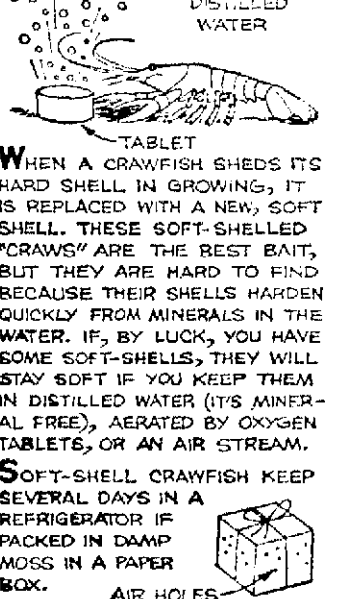 DISTILLED
WATER
TABLET
WHEN A CRAWFISH SHEDS ITS
HARD SHELL IN GROWING, IT
IS REPLACED WITH A NEW, SOFT
SHELL. THESE SOFT-SHELLED
"CRAWS" ARE THE BEST BAIT,
BUT THEY ARE HARD TO FIND
BECAUSE THEIR SHELLS HARDEN
QUICKLY FROM MINERALS IN THE
WATER. IF, BY LUCK, YOU HAVE
SOME SOFT-SHELLS, THEY WILL
STAY SOFT IF YOU KEEP THEM
IN DISTILLED WATER (IT'S MINER-
AL FREE), AERATED BY OXYGEN
TABLETS, OR AN AIR STREAM.
SOFT-SHELL CRAWFISH KEEP
SEVERAL DAYS IN A
REFRIGERATOR IF
PACKED IN DAMP
MOSS IN A PAPER
BOX.
AIR HOLES